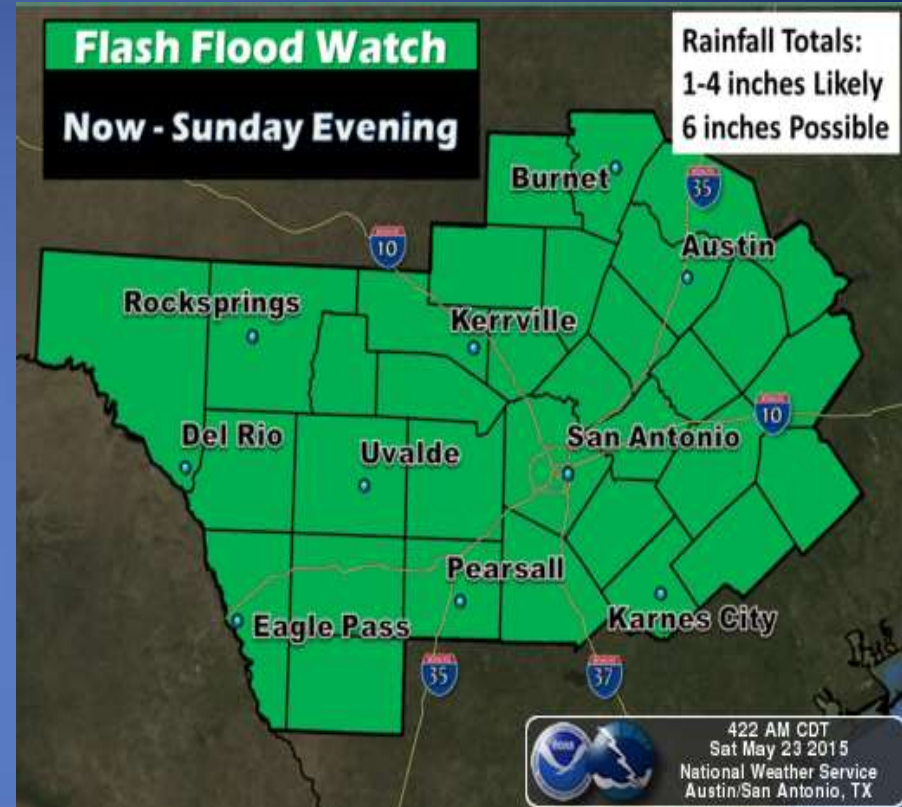 Flash Flood Watch
Now - Sunday Evening
Rainfall Totals:
1-4 inches Likely
6 inches Possible
Burnet
35
10
Austin
Rocksprings
Kerrville
10
Del Rio
Uvalde
San Antonio
Pearsall
Eagle Pass
Karnes City
35
37
422 AM CDT
Sat May 23 2015
National Weather Service
Austin/San Antonio, TX